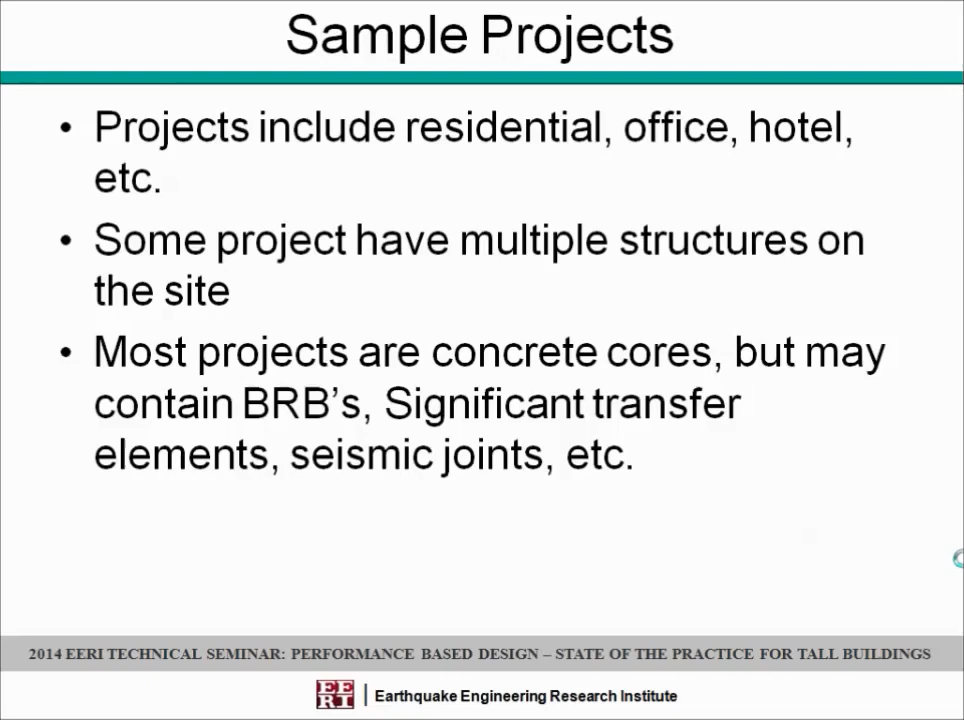 Sample Projects
• Projects include residential, office, hotel,
etc.
• Some project have multiple structures on
the site
• Most projects are concrete cores, but may
contain BRB’s, Significant transfer
elements, seismic joints, etc.
2014 EERI TECHNICAL SEMINAR: PERFORMANCE BASED DESIGN – STATE OF THE PRACTICE FOR TALL BUILDINGS
EE
RI | Earthquake Engineering Research Institute